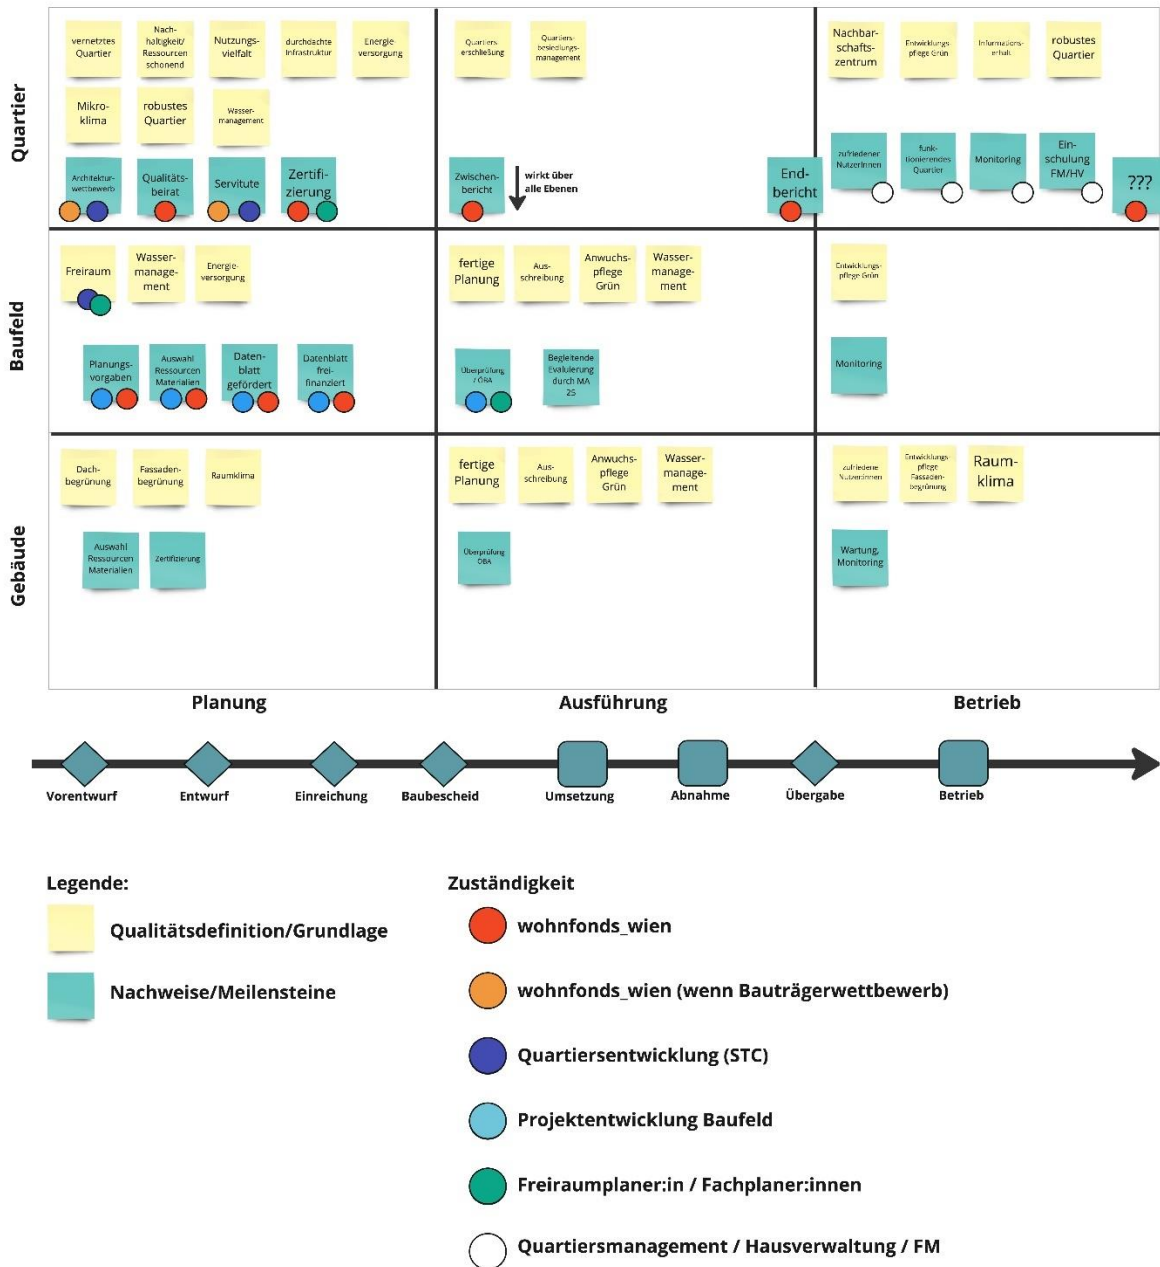 Quartier
vernetztes
Quartier
Nach-
haltigkeit/
Ressourcen
schonend
Nutzungs-
vielfalt
durchdachte
Infrastruktur
Energie-
versorgung
Mikro-
klima
robustes
Quartier
Wasser-
management
Architektur-
wettbewerb
Qualitäts-
beirat
Servitute
Zertifi-
zierung
Quartiers-
erschließung
Quartiers-
besiedlungs-
management
Zwischen-
bericht
wirkt über
alle Ebenen
End-
bericht
Nachbar-
schafts-
zentrum
Entwicklungs-
pflege Grün
Informations-
erhalt
robustes
Quartier
zufriedener
NutzerInnen
funk-
tionierendes
Quartier
Monitoring
Ein-
schulung
FM/HV
???
Baufeld
Freiraum
Wasser-
manage-
ment
Energie-
versorgung
Planungs-
vorgaben
Auswahl
Ressourcen
Materialien
Daten-
blatt
gefördert
Datenblatt
frei-
finanziert
fertige
Planung
Aus-
schreibung
Anwuchs-
pflege
Grün
Wasser-
manage-
ment
Überprüfung
/ ÖBA
Begleitende
Evaluierung
durch MA
25
Entwicklungs-
pflege Grün
Monitoring
Gebäude
Dach-
begrünung
Fassaden-
begrünung
Raumklima
Auswahl
Ressourcen
Materialien
Zertifizierung
fertige
Planung
Aus-
schreibung
Anwuchs-
pflege
Grün
Wasser-
manage-
ment
Überprüfung
ÖBA
zufriedene
Nutzer:innen
Entwicklungs-
pflege
Fassaden-
begrünung
Raum-
klima
Wartung,
Monitoring
Planung
Ausführung
Betrieb
Vorentwurf
Entwurf
Einreichung
Baubescheid
Umsetzung
Abnahme
Übergabe
Betrieb
Legende:
Qualitätsdefinition/Grundlage
Nachweise/Meilensteine
Zuständigkeit
wohnfonds_wien
wohnfonds_wien (wenn Bauträgerwettbewerb)
Quartiersentwicklung (STC)
Projektentwicklung Baufeld
Freiraumplaner:in / Fachplaner:innen
Quartiersmanagement / Hausverwaltung / FM